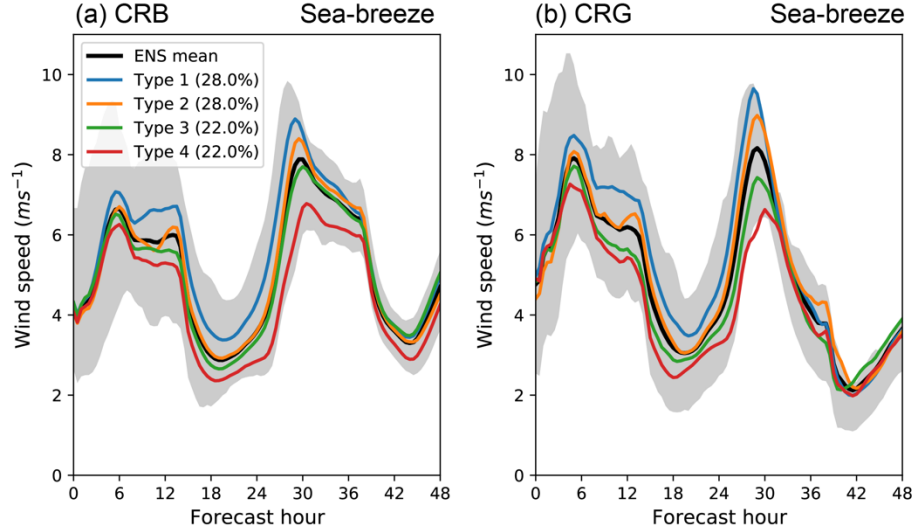 (a) CRB Sea-breeze
Wind speed (ms⁻¹)
10
8
6
4
2
0
ENS mean
Type 1 (28.0%)
Type 2 (28.0%)
Type 3 (22.0%)
Type 4 (22.0%)
0 6 12 18 24 30 36 42 48
Forecast hour
(b) CRG Sea-breeze
Wind speed (ms⁻¹)
10
8
6
4
2
0
0 6 12 18 24 30 36 42 48
Forecast hour